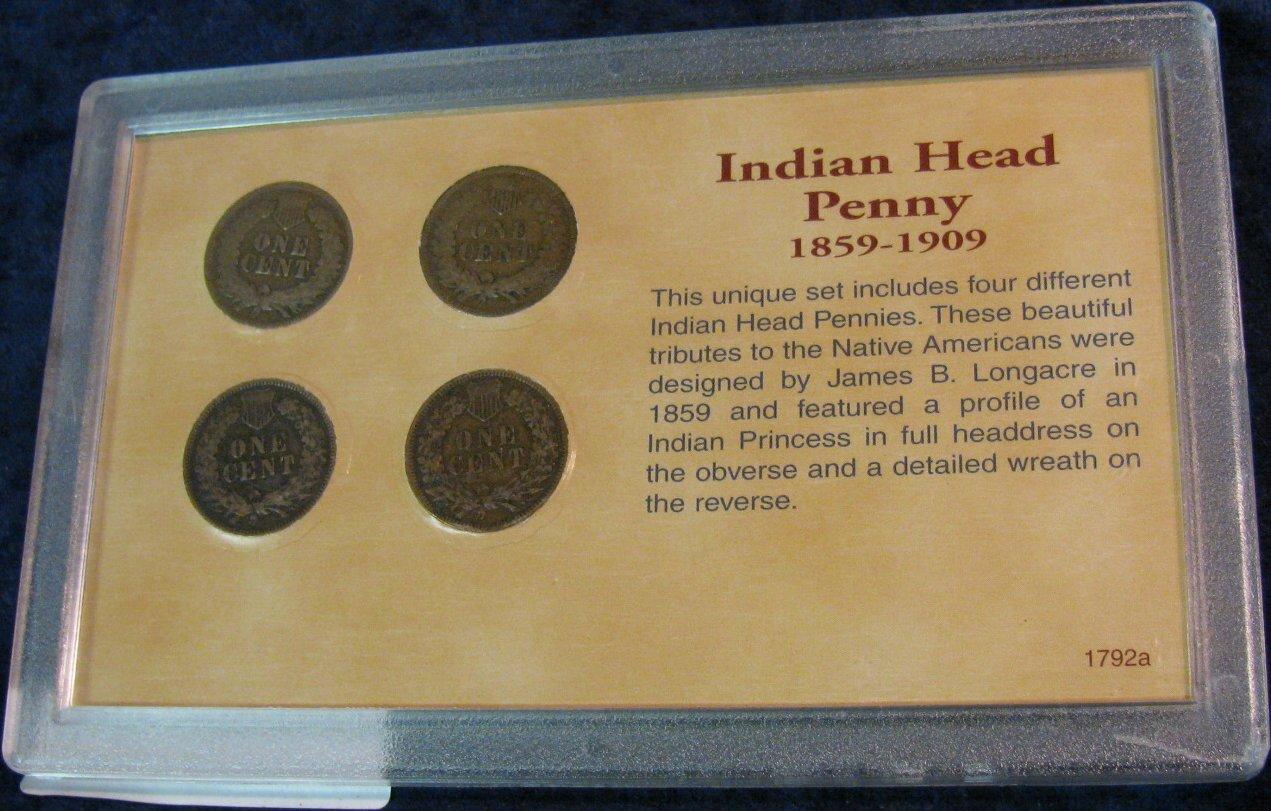 Indian Head
Penny
1859-1909
This unique set includes four different
Indian Head Pennies. These beautiful
tributes to the Native Americans were
designed by James B. Longacre in
1859 and featured a profile of an
Indian Princess in full headdress on
the obverse and a detailed wreath on
the reverse.
1792a
ONE
CENT
ONE
CENT
ONE
CENT
ONE
CENT